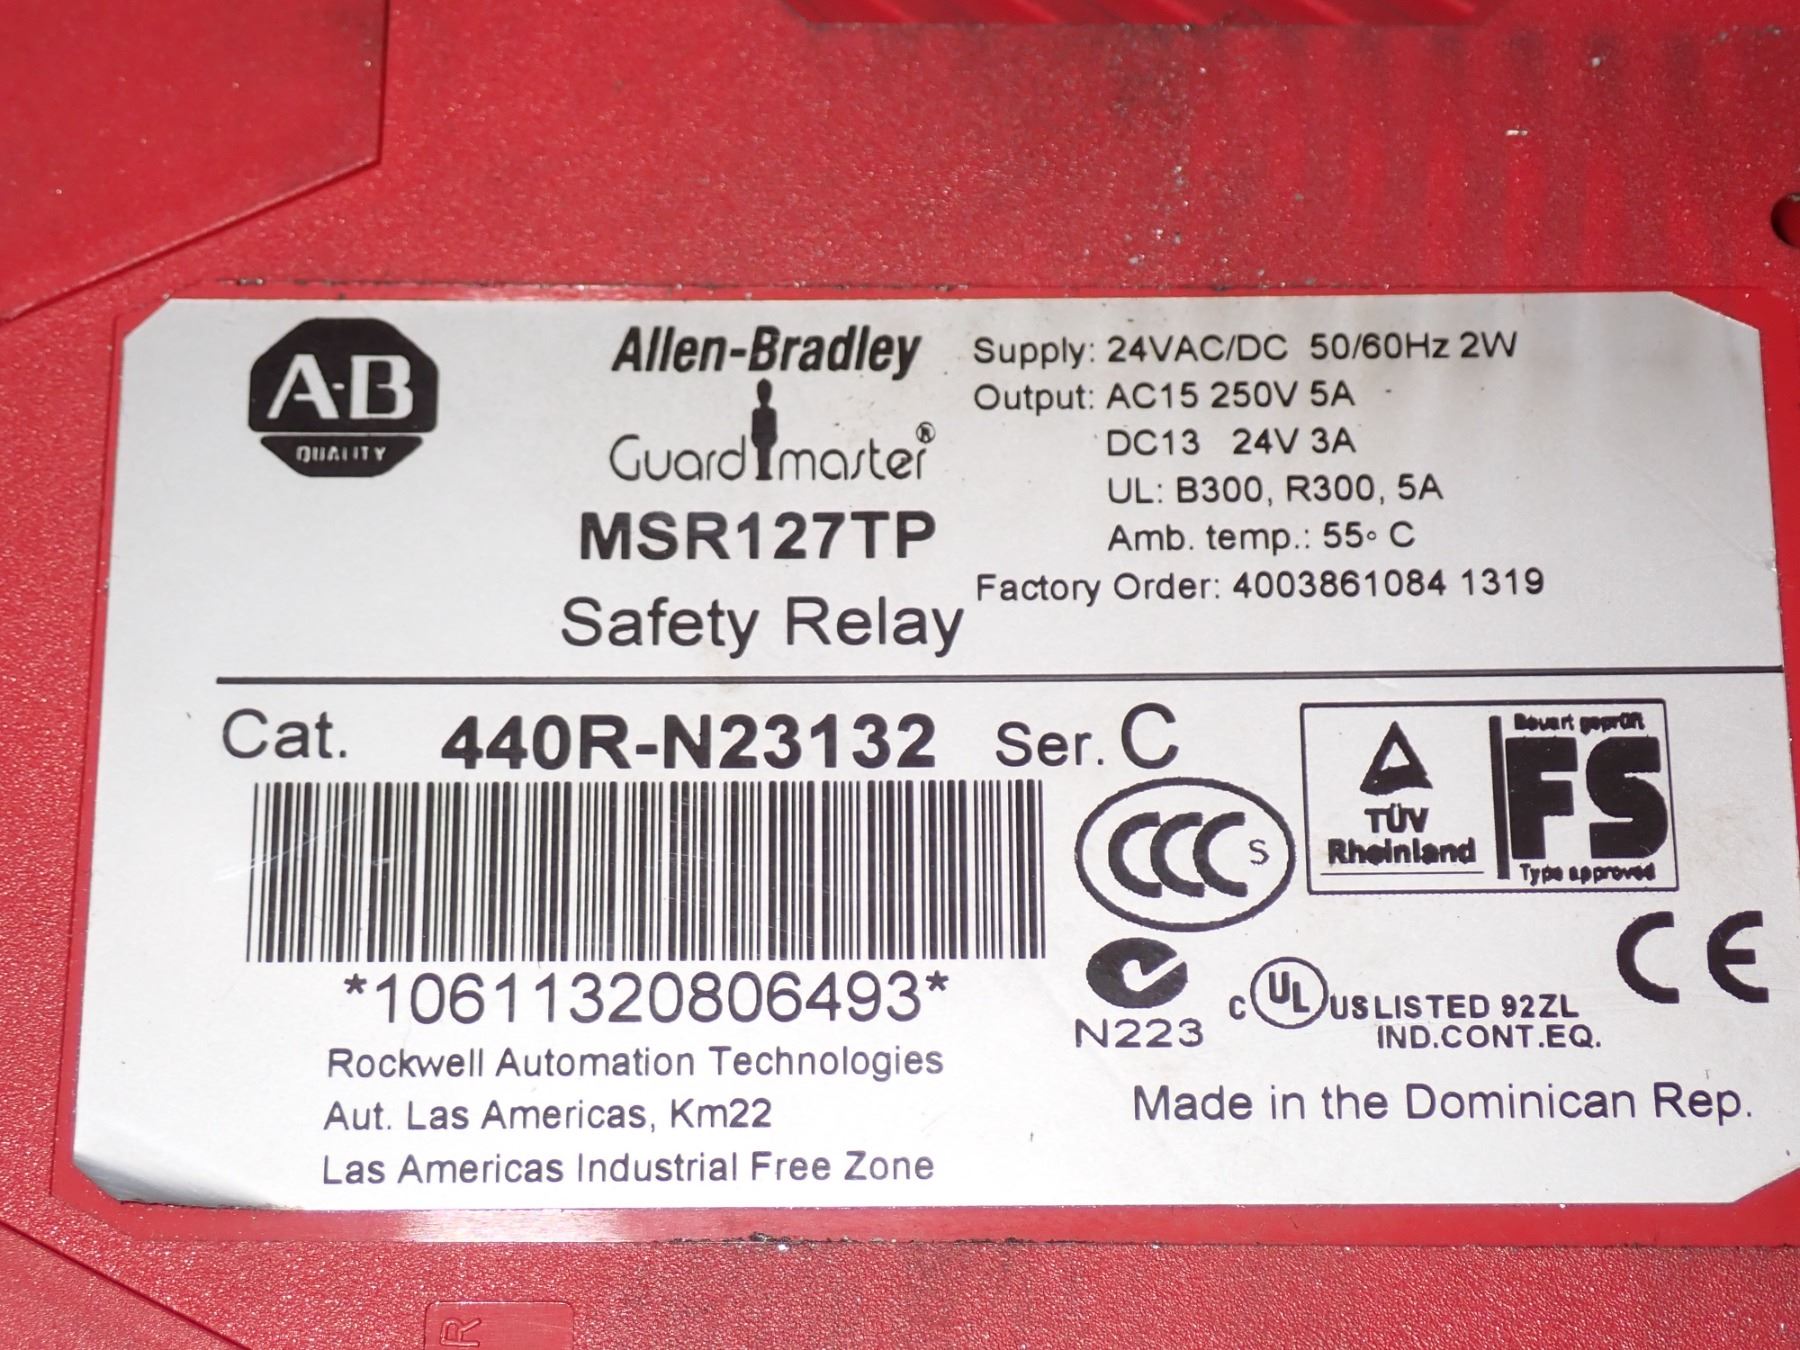 A-B
QUALITY
Allen-Bradley
Guardmaster®
MSR127TP
Safety Relay
Supply: 24VAC/DC 50/60Hz 2W
Output: AC15 250V 5A
DC13 24V 3A
UL: B300, R300, 5A
Amb. temp.: 55° C
Factory Order: 4003861084 1319
Cat. 440R-N23132 Ser. C
*10611320806493*
Rockwell Automation Technologies
Aut. Las Americas, Km22
Las Americas Industrial Free Zone
CCC S
TÜV
Rheinland
Bauart geprüft
FS
Type approved
CE
N223
C UL US LISTED 92ZL
IND.CONT.EQ.
Made in the Dominican Rep.
R